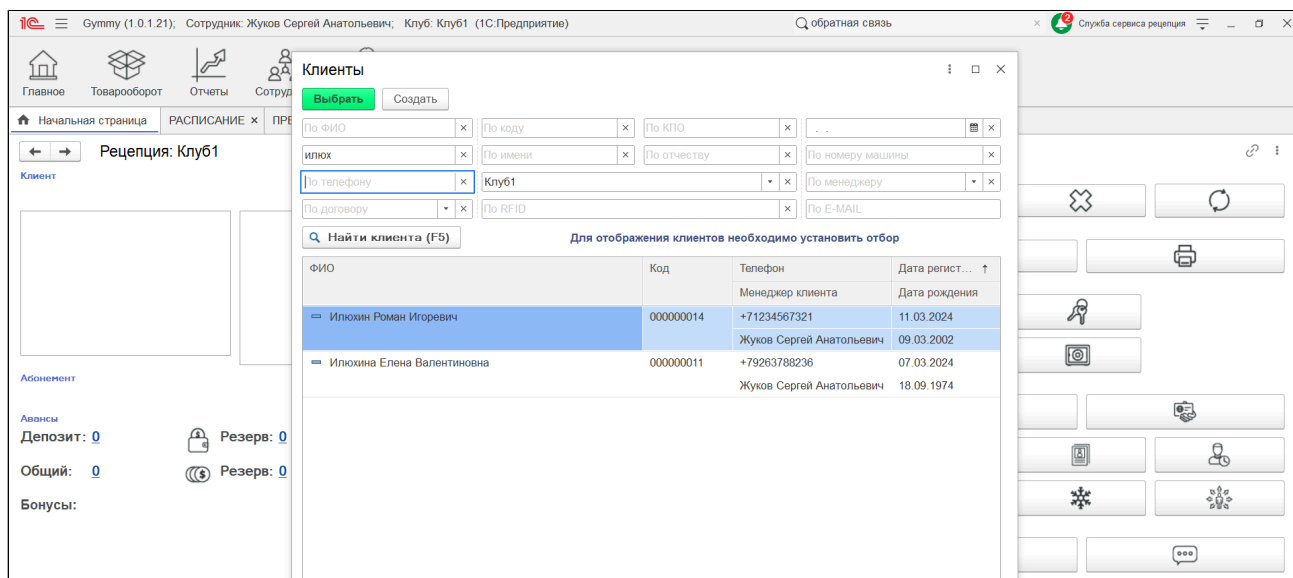 1С Gymmy (1.0.1.21); Сотрудник: Жуков Сергей Анатольевич; Клуб: Клуб1 (1С:Предприятие) обратная связь × 2 Служба сервиса рецепция
Главное Товарооборот Отчеты
Клиенты
Выбрать Создать
Начальная страница РАСПИСАНИЕ ×
По ФИО По коду По КПО . .
Рецепция: Клуб1
илюх По имени По отчеству По номеру машины
Клиент
По телефону Клуб1 По менеджеру
По договору По RFID По E-MAIL
Найти клиента (F5) Для отображения клиентов необходимо установить отбор
ФИО Код Телефон Дата регист... ↑
Менеджер клиента Дата рождения
Илюхин Роман Игоревич 000000014 +71234567321 11.03.2024
Жуков Сергей Анатольевич 09.03.2002
Илюхина Елена Валентиновна 000000011 +79263788236 07.03.2024
Жуков Сергей Анатольевич 18.09.1974
Абонемент
Авансы
Депозит: 0 Резерв: 0
Общий: 0 Резерв: 0
Бонусы: